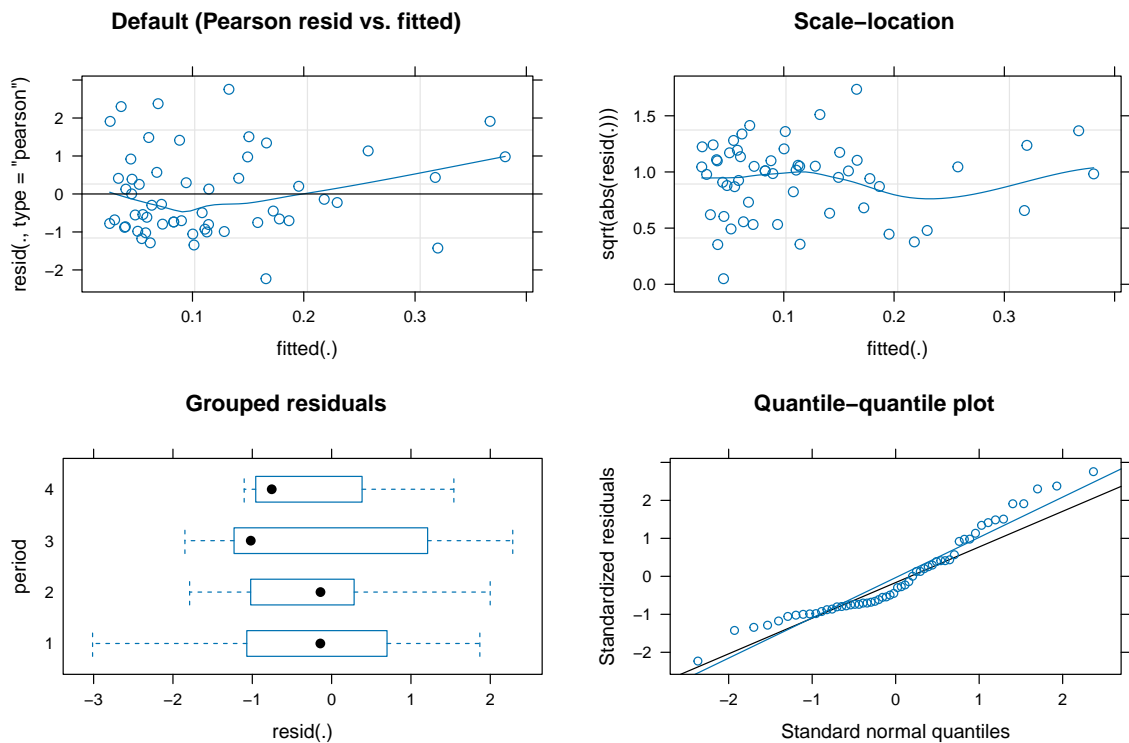 Default (Pearson resid vs. fitted)
resid(., type = "pearson")
2
1
0
−1
−2
0.1 0.2 0.3
fitted(.)
Scale−location
sqrt(abs(resid(.)))
1.5
1.0
0.5
0.0
0.1 0.2 0.3
fitted(.)
Grouped residuals
period
4
3
2
1
−3 −2 −1 0 1 2
resid(.)
Quantile−quantile plot
Standardized residuals
2
1
0
−1
−2
−2 −1 0 1 2
Standard normal quantiles